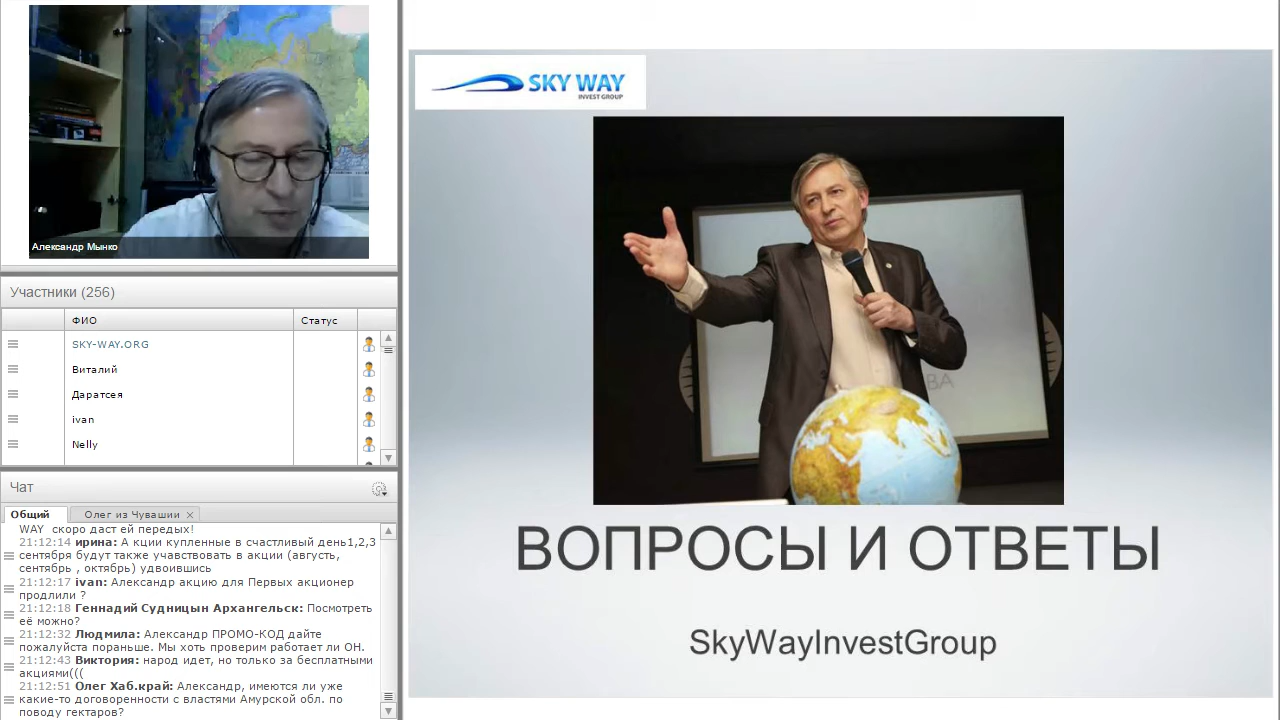 Александр Мынко
Участники (256)
ФИО Статус
SKY-WAY.ORG
Виталий
Даратсея
ivan
Nelly
Чат
Общий Олег из Чувашии
WAY скоро даст ей передых!
21:12:14 ирина: А кции купленные в счастливый день1,2,3
сентября будут также учавствовать в акции (август,
сентябрь , октябрь) удвоившись
21:12:17 ivan: Александр акцию для Первых акционер
продлили ?
21:12:18 Геннадий Судницын Архангельск: Посмотреть
её можно?
21:12:32 Людмила: Александр ПРОМО-КОД дайте
пожалуйста пораньше. Мы хоть проверим работает ли ОН.
21:12:43 Виктория: народ идет, но только за бесплатными
акциями(((
21:12:51 Олег Хаб.край: Александр, имеются ли уже
какие-то договоренности с властями Амурской обл. по
поводу гектаров?
SKY WAY
INVEST GROUP
ВА
ВОПРОСЫ И ОТВЕТЫ
SkyWayInvestGroup